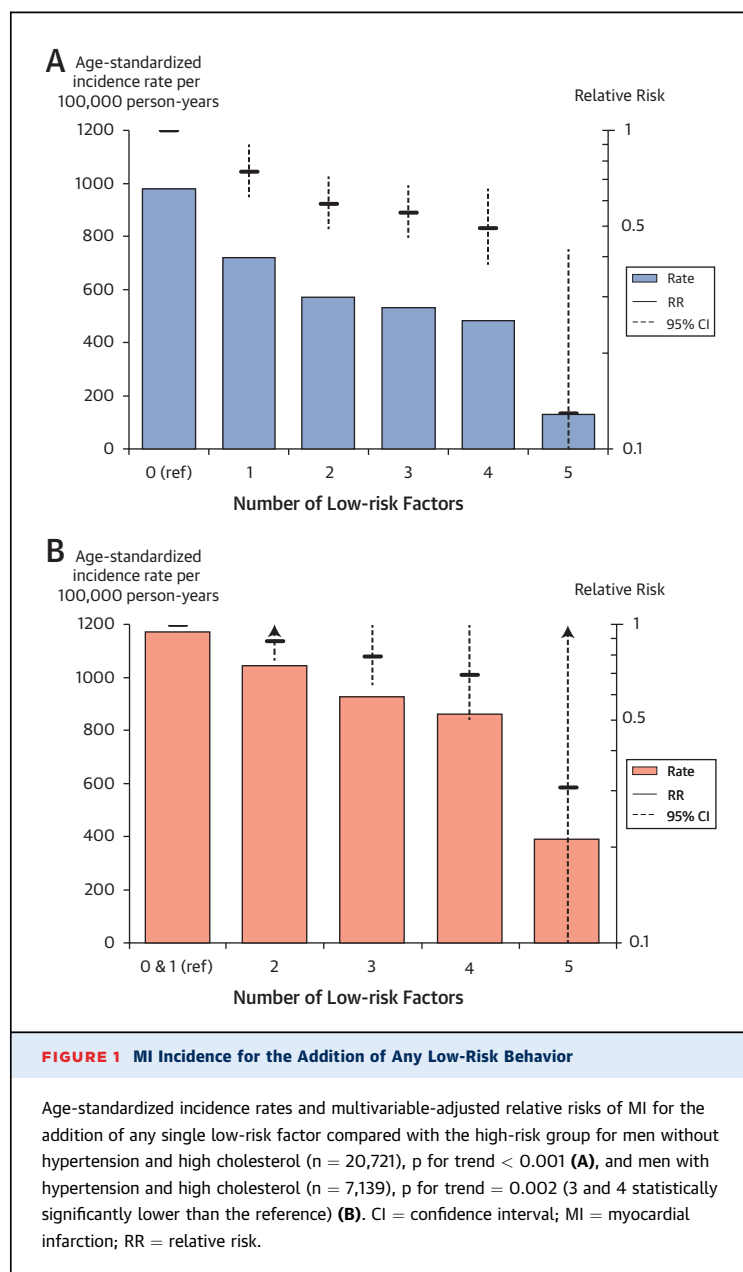 A
Age-standardized
incidence rate per
100,000 person-years
Relative Risk
1200
1000
800
600
400
200
0
1
0.5
0.1
Rate
RR
95% CI
0 (ref)
1
2
3
4
5
Number of Low-risk Factors
B
Age-standardized
incidence rate per
100,000 person-years
Relative Risk
1200
1000
800
600
400
200
0
1
0.5
0.1
Rate
RR
95% CI
0 & 1 (ref)
2
3
4
5
Number of Low-risk Factors
FIGURE 1 MI Incidence for the Addition of Any Low-Risk Behavior
Age-standardized incidence rates and multivariable-adjusted relative risks of MI for the
addition of any single low-risk factor compared with the high-risk group for men without
hypertension and high cholesterol (n = 20,721), p for trend < 0.001 (A), and men with
hypertension and high cholesterol (n = 7,139), p for trend = 0.002 (3 and 4 statistically
significantly lower than the reference) (B). CI = confidence interval; MI = myocardial
infarction; RR = relative risk.